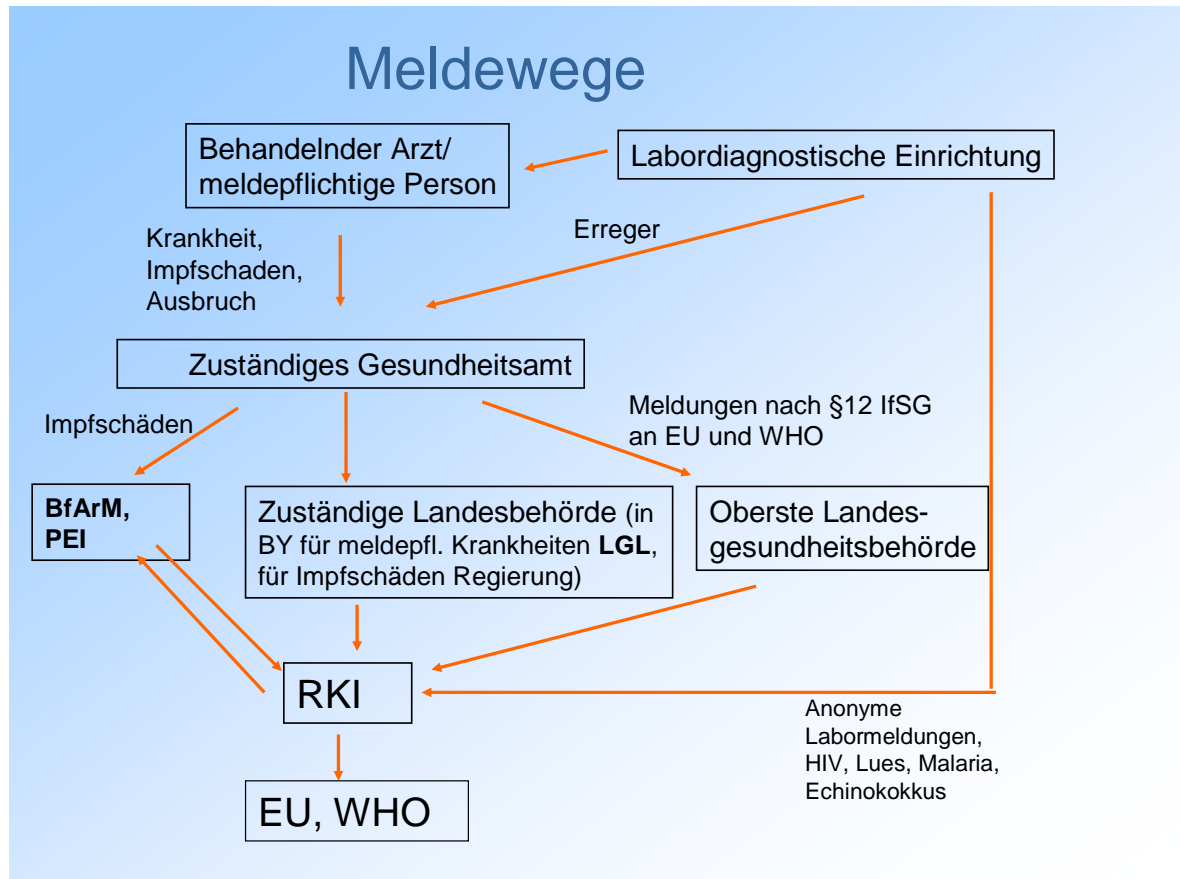 Meldewege
Behandelnder Arzt/
meldepflichtige Person
Labordiagnostische Einrichtung
Krankheit,
Impfschaden,
Ausbruch
Erreger
Zuständiges Gesundheitsamt
Impfschäden
Meldungen nach §12 IfSG
an EU und WHO
BfArM,
PEI
Zuständige Landesbehörde (in
BY für meldepfl. Krankheiten LGL,
für Impfschäden Regierung)
Oberste Landes-
gesundheitsbehörde
RKI
Anonyme
Labormeldungen,
HIV, Lues, Malaria,
Echinokokkus
EU, WHO